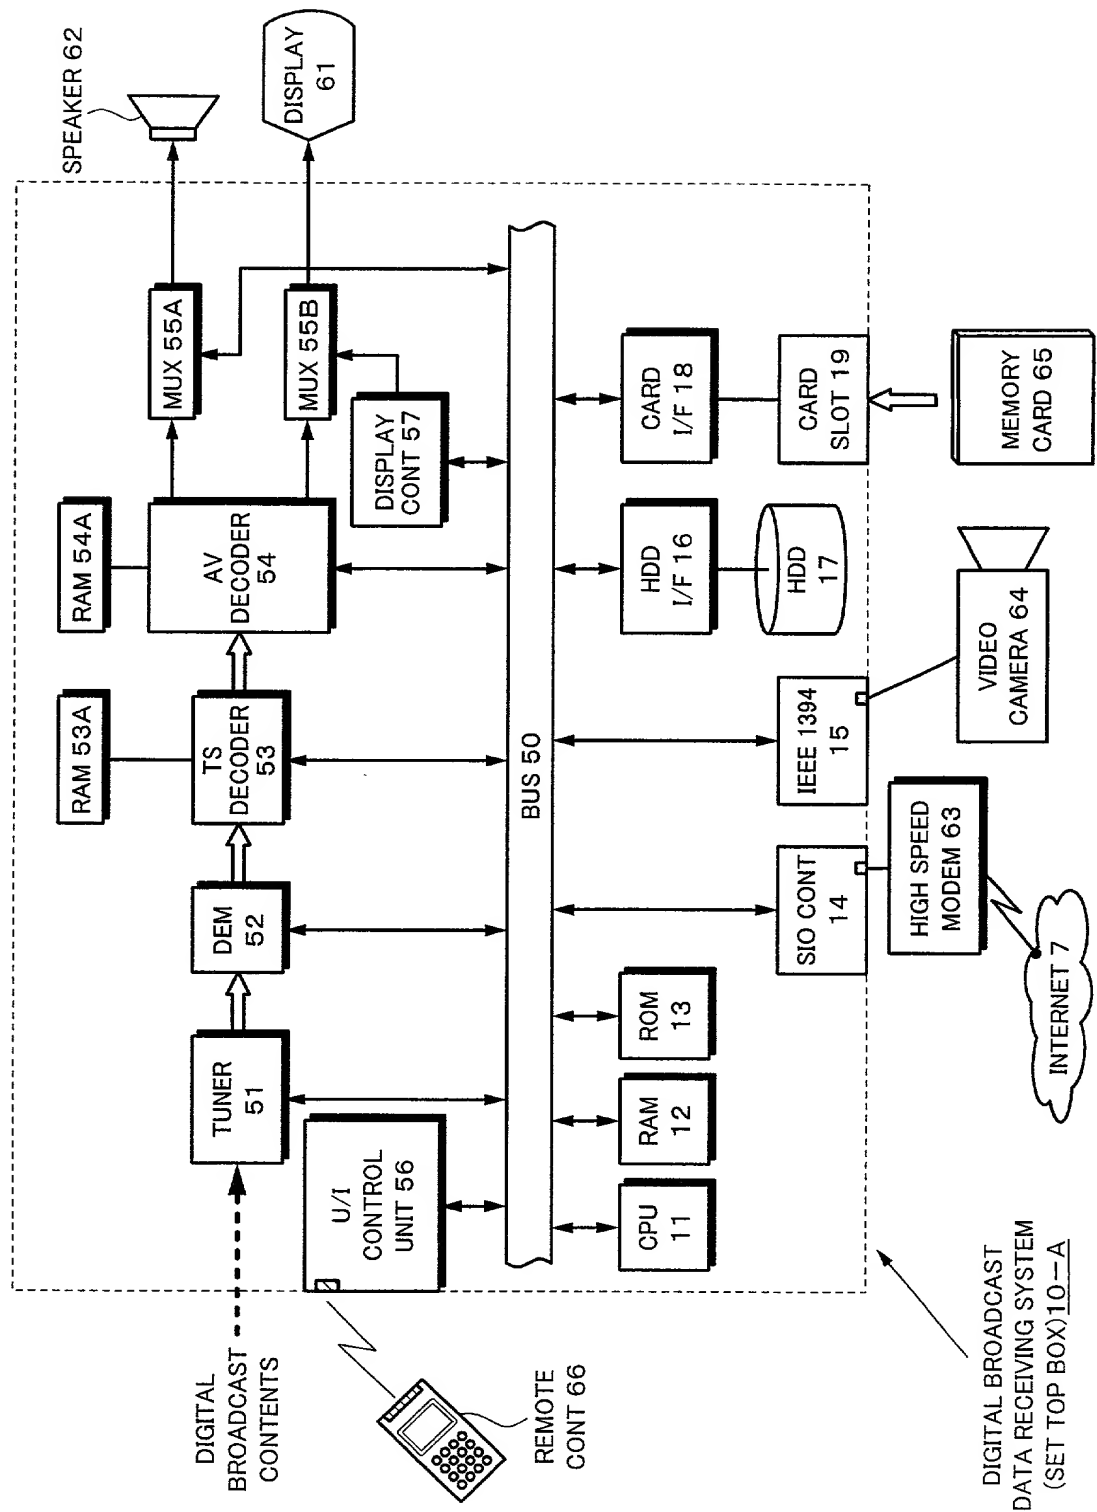 SPEAKER 62
DISPLAY
61
MUX 55A
MUX 55B
DISPLAY
CONT 57
RAM 54A
AV
DECODER
54
RAM 53A
TS
DECODER
53
DEM
52
TUNER
51
U/I
CONTROL
UNIT 56
DIGITAL
BROADCAST
CONTENTS
REMOTE
CONT 66
BUS 50
CPU
11
RAM
12
ROM
13
SIO CONT
14
IEEE 1394
15
HDD
I/F 16
HDD
17
CARD
I/F 18
CARD
SLOT 19
MEMORY
CARD 65
VIDEO
CAMERA 64
HIGH SPEED
MODEM 63
INTERNET 7
DIGITAL BROADCAST
DATA RECEIVING SYSTEM
(SET TOP BOX)10-A